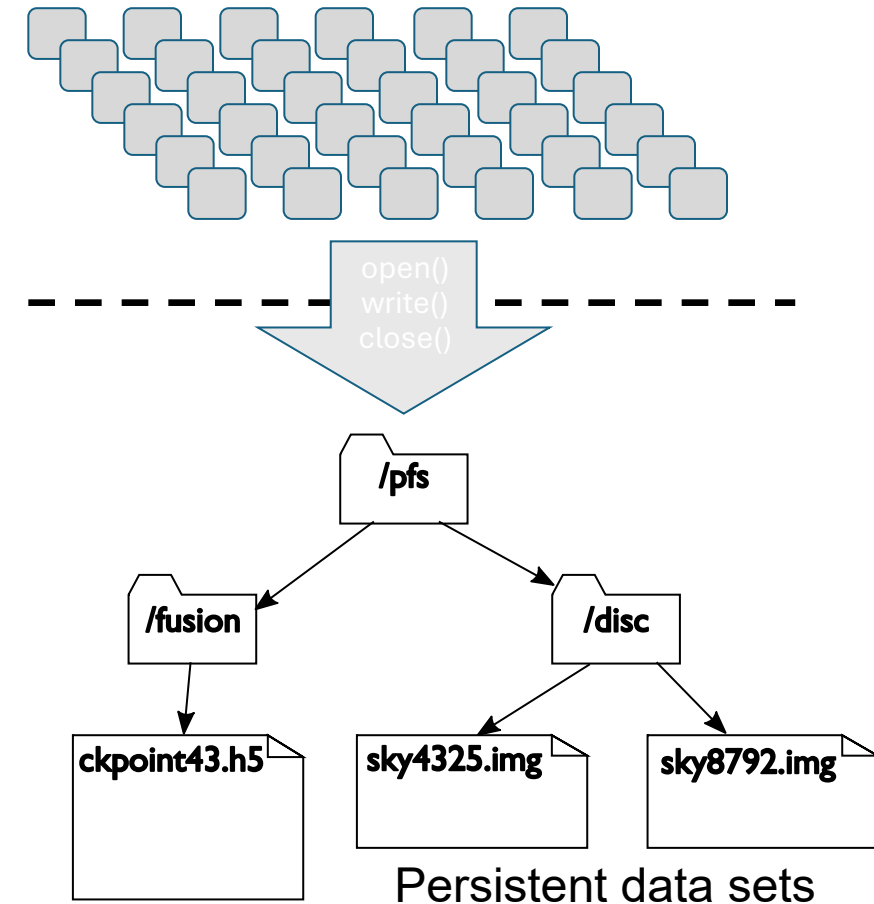 open()
write()
close()
/pfs
/fusion
/disc
ckpoint43.h5
sky4325.img
sky8792.img
Persistent data sets